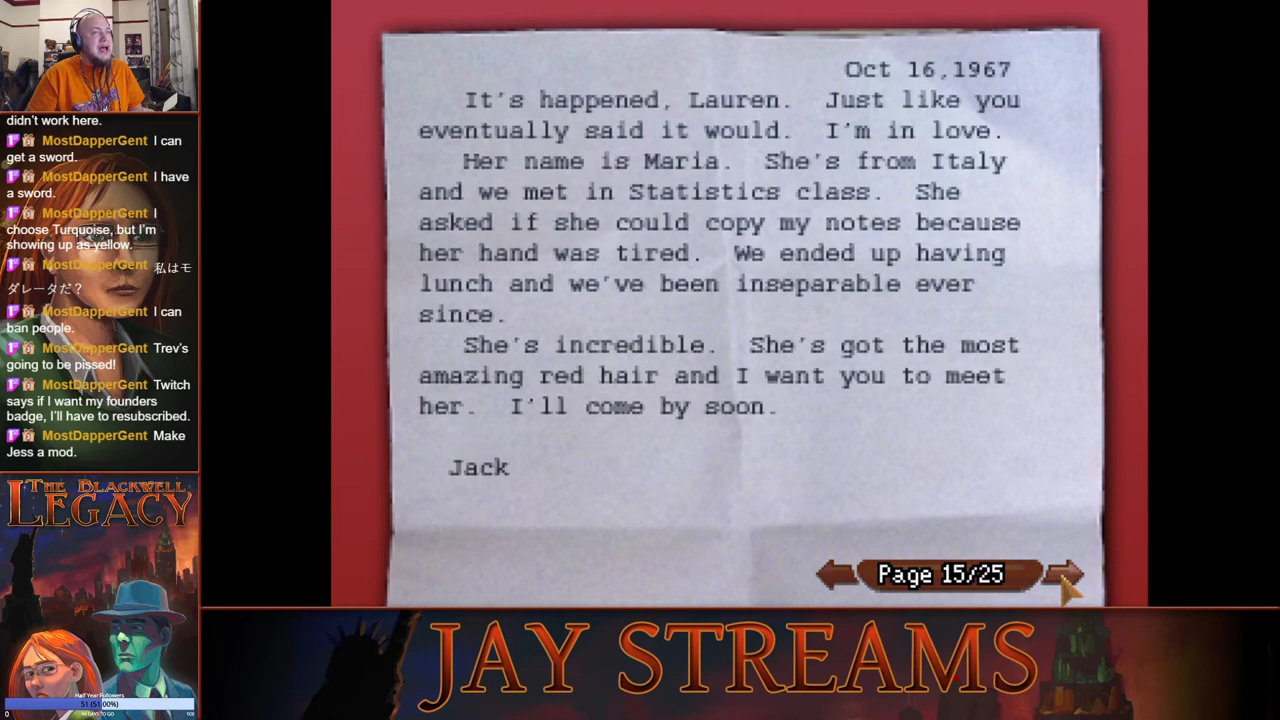 didn't work here.
MostDapperGent I can
get a sword.
MostDapperGent I have
a sword.
MostDapperGent I
choose Turquoise, but I'm
showing up as yellow.
MostDapperGent 私はモ
ダレータだ？
MostDapperGent I can
ban people.
MostDapperGent Trev's
going to be pissed!
MostDapperGent Twitch
says if I want my founders
badge, I'll have to resubscribed.
MostDapperGent Make
Jess a mod.
THE BLACKWELL
LEGACY
Half Year Followers
51 (51.00%)
0
100
Oct 16,1967
It's happened, Lauren. Just like you
eventually said it would. I'm in love.
Her name is Maria. She's from Italy
and we met in Statistics class. She
asked if she could copy my notes because
her hand was tired. We ended up having
lunch and we've been inseparable ever
since.
She's incredible. She's got the most
amazing red hair and I want you to meet
her. I'll come by soon.
Jack
Page 15/25
JAY STREAMS